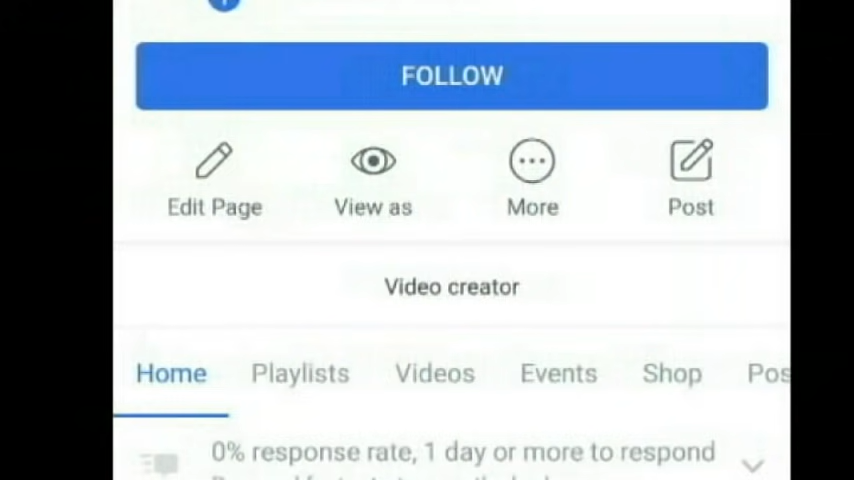 FOLLOW
Edit Page View as More Post
Video creator
Home Playlists Videos Events Shop Pos
0% response rate, 1 day or more to respond